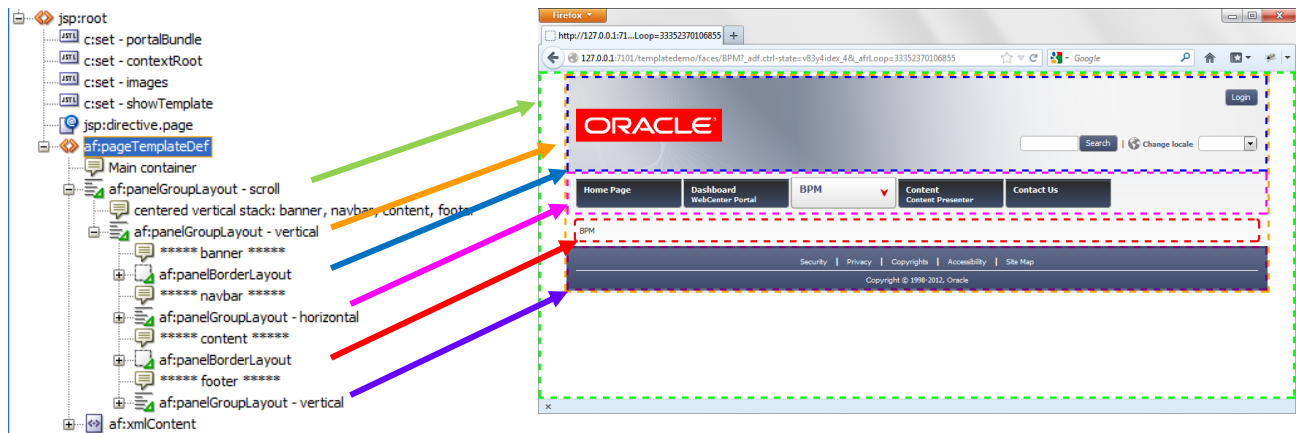 jsp:root
c:set - portalBundle
c:set - contextRoot
c:set - images
c:set - showTemplate
jsp:directive.page
af:pageTemplateDef
Main container
af:panelGroupLayout - scroll
centered vertical stack: banner, navbar, content, footer
af:panelGroupLayout - vertical
***** banner *****
af:panelBorderLayout
***** navbar *****
af:panelGroupLayout - horizontal
***** content *****
af:panelBorderLayout
***** footer *****
af:panelGroupLayout - vertical
af:xmlContent
Firefox
http://127.0.0.1:71...Loop=33352370106855
127.0.0.1:7101/templatedemo/faces/BPM?_adf.ctrl-state=v83y4idex_4&_afrLoop=33352370106855
Google
Login
ORACLE
Search | Change locale
Home Page
Dashboard
WebCenter Portal
BPM
Content
Content Presenter
Contact Us
BPM
Security | Privacy | Copyrights | Accessibility | Site Map
Copyright © 1998-2012, Oracle